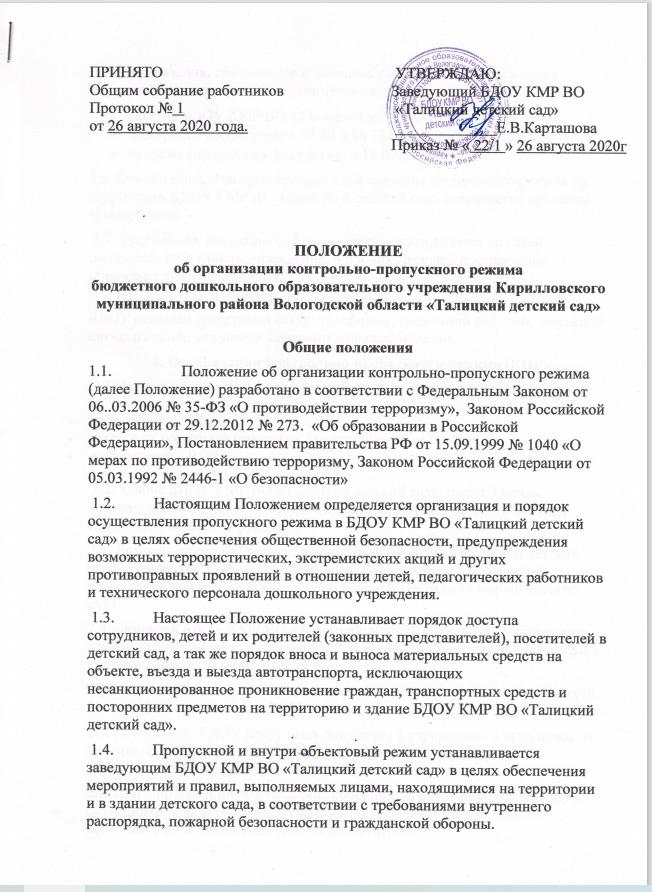 ПРИНЯТО
Общим собрание работников
Протокол № 1
от 26 августа 2020 года.
УТВЕРЖДАЮ:
Заведующий БДОУ КМР ВО
«Талицкий детский сад»
Е.В.Карташова
Приказ № « 22/1 » 26 августа 2020г
БДОУ КМР ВО
ПОЛОЖЕНИЕ
об организации контрольно-пропускного режима
бюджетного дошкольного образовательного учреждения Кирилловского
муниципального района Вологодской области «Талицкий детский сад»
Общие положения
1.1. Положение об организации контрольно-пропускного режима
(далее Положение) разработано в соответствии с Федеральным Законом от
06..03.2006 № 35-ФЗ «О противодействии терроризму», Законом Российской
Федерации от 29.12.2012 № 273. «Об образовании в Российской
Федерации», Постановлением правительства РФ от 15.09.1999 № 1040 «О
мерах по противодействию терроризму, Законом Российской Федерации от
05.03.1992 № 2446-1 «О безопасности»
1.2. Настоящим Положением определяется организация и порядок
осуществления пропускного режима в БДОУ КМР ВО «Талицкий детский
сад» в целях обеспечения общественной безопасности, предупреждения
возможных террористических, экстремистских акций и других
противоправных проявлений в отношении детей, педагогических работников
и технического персонала дошкольного учреждения.
1.3. Настоящее Положение устанавливает порядок доступа
сотрудников, детей и их родителей (законных представителей), посетителей в
детский сад, а так же порядок вноса и выноса материальных средств на
объекте, въезда и выезда автотранспорта, исключающих
несанкционированное проникновение граждан, транспортных средств и
посторонних предметов на территорию и здание БДОУ КМР ВО «Талицкий
детский сад».
1.4. Пропускной и внутри объектовый режим устанавливается
заведующим БДОУ КМР ВО «Талицкий детский сад» в целях обеспечения
мероприятий и правил, выполняемых лицами, находящимися на территории
и в здании детского сада, в соответствии с требованиями внутреннего
распорядка, пожарной безопасности и гражданской обороны.